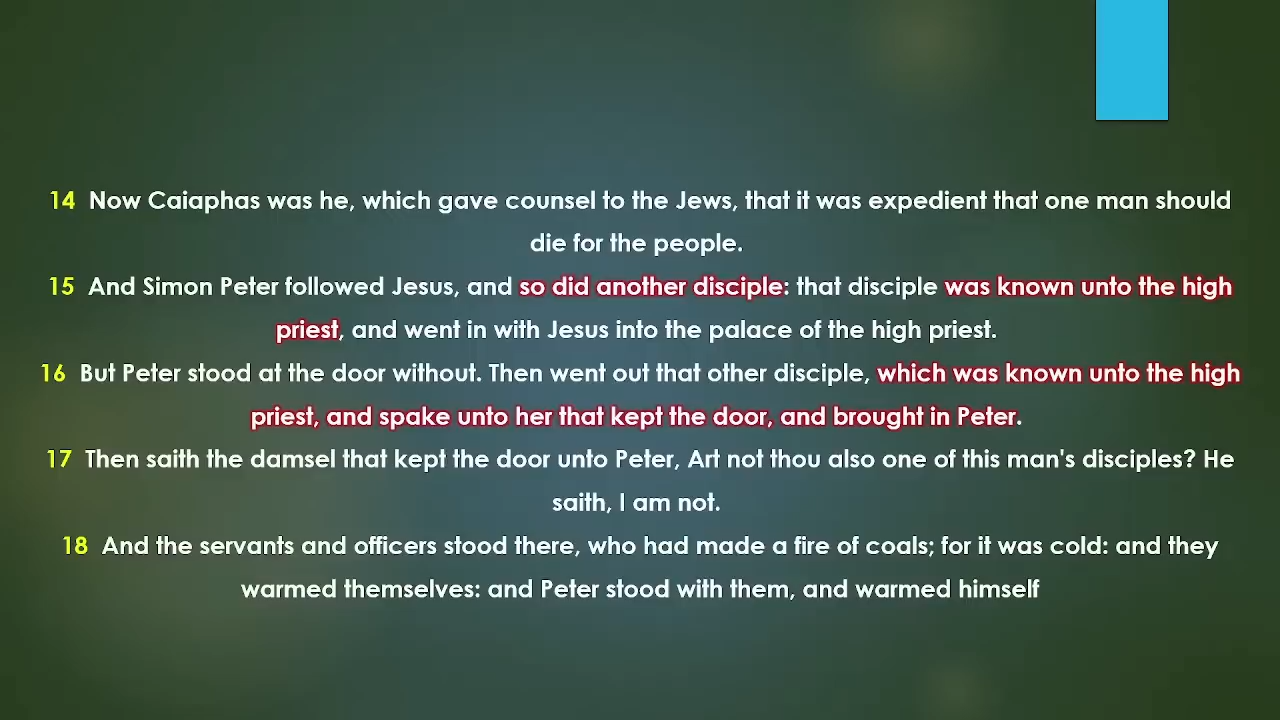 14 Now Caiaphas was he, which gave counsel to the Jews, that it was expedient that one man should
die for the people.
15 And Simon Peter followed Jesus, and so did another disciple: that disciple was known unto the high
priest, and went in with Jesus into the palace of the high priest.
16 But Peter stood at the door without. Then went out that other disciple, which was known unto the high
priest, and spake unto her that kept the door, and brought in Peter.
17 Then saith the damsel that kept the door unto Peter, Art not thou also one of this man's disciples? He
saith, I am not.
18 And the servants and officers stood there, who had made a fire of coals; for it was cold: and they
warmed themselves: and Peter stood with them, and warmed himself